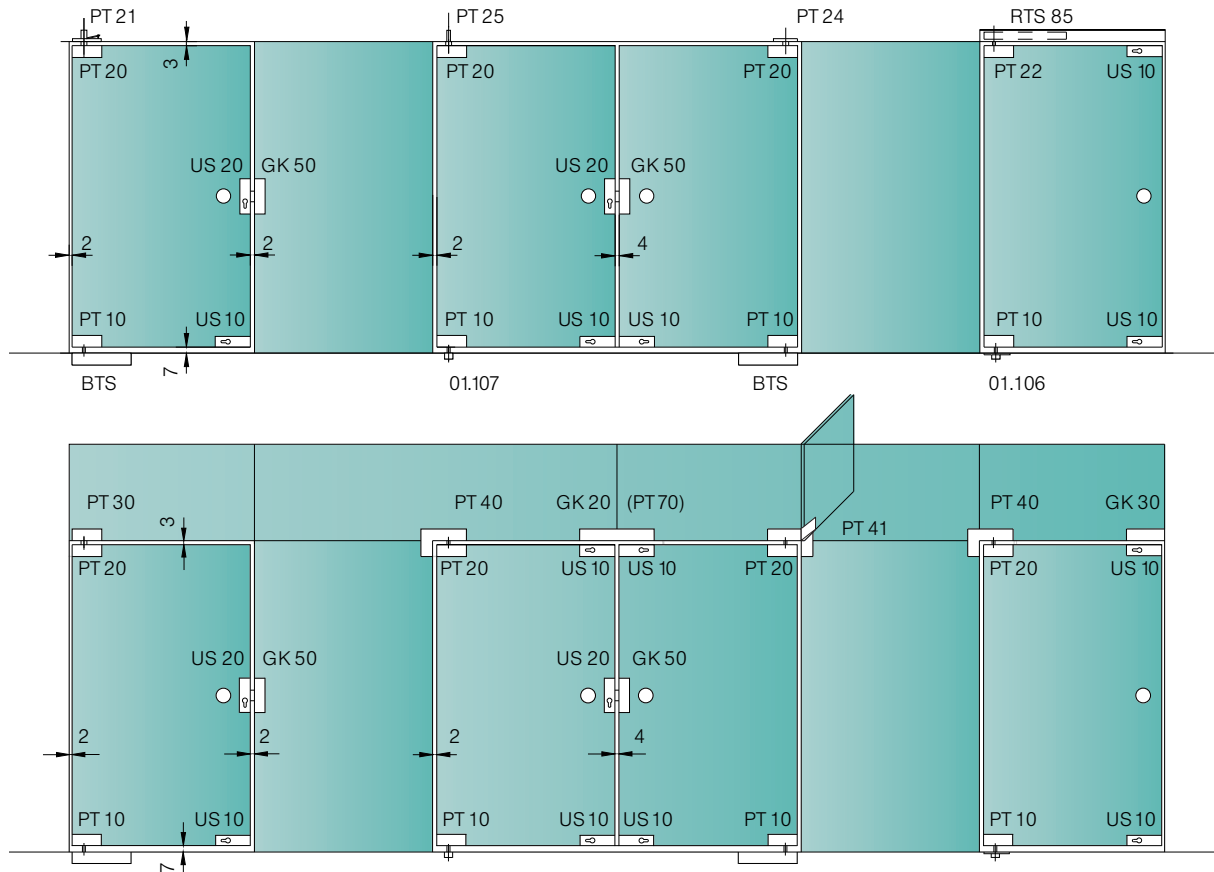 PT 21 PT 25 PT 24 RTS 85
3
PT 20 PT 20 PT 20 PT 22 US 10
US 20 GK 50 US 20 GK 50
2 2 2 4
PT 10 US 10 PT 10 US 10 US 10 PT 10 PT 10 US 10
7
BTS 01.107 BTS 01.106
PT 30 PT 40 GK 20 (PT 70) PT 40 GK 30
3 PT 41
PT 20 PT 20 US 10 US 10 PT 20 PT 20 US 10
US 20 GK 50 US 20 GK 50
2 2 2 4
PT 10 US 10 PT 10 US 10 US 10 PT 10 PT 10 US 10
7